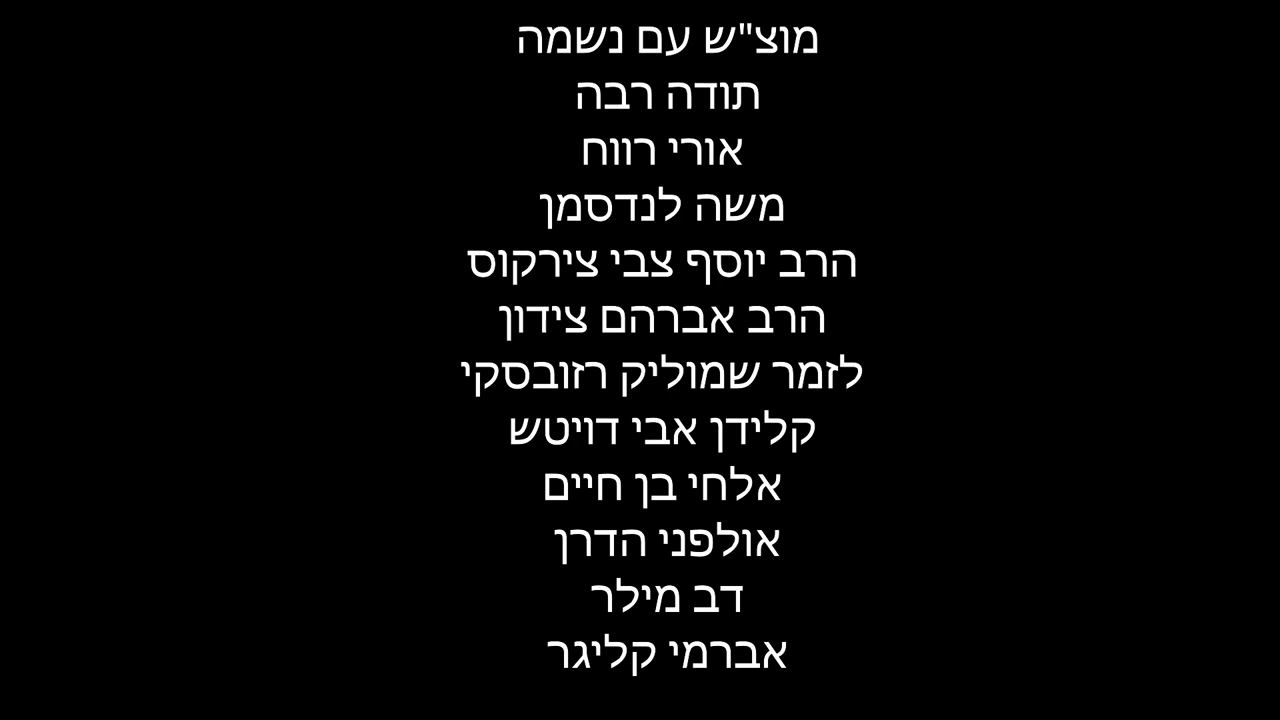 מוצ"ש עם נשמה
תודה רבה
אורי רווח
משה לנדסמן
הרב יוסף צבי צירקוס
הרב אברהם צידון
לזמר שמוליק רזובסקי
קלידן אבי דויטש
אלחי בן חיים
אולפני הדרן
דב מילר
אברמי קליגר